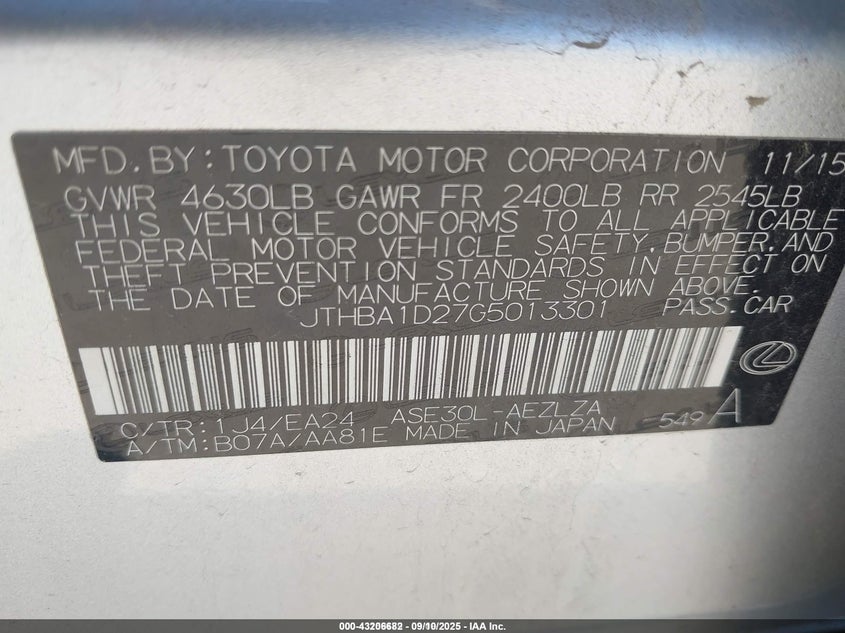 MFD. BY: TOYOTA MOTOR CORPORATION 11/15
GVWR 4630LB GAWR FR 2400LB RR 2545LB
THIS VEHICLE CONFORMS TO ALL APPLICABLE
FEDERAL MOTOR VEHICLE SAFETY, BUMPER, AND
THEFT PREVENTION STANDARDS IN EFFECT ON
THE DATE OF MANUFACTURE SHOWN ABOVE.
JTHBA1D27G5013301 PASS.CAR
C/TR: 1J4/EA24 ASE30L-AEZLZA
A/TM: B07A/AA81E MADE IN JAPAN 549 A
000-43206682 - 09/10/2025 - IAA Inc.